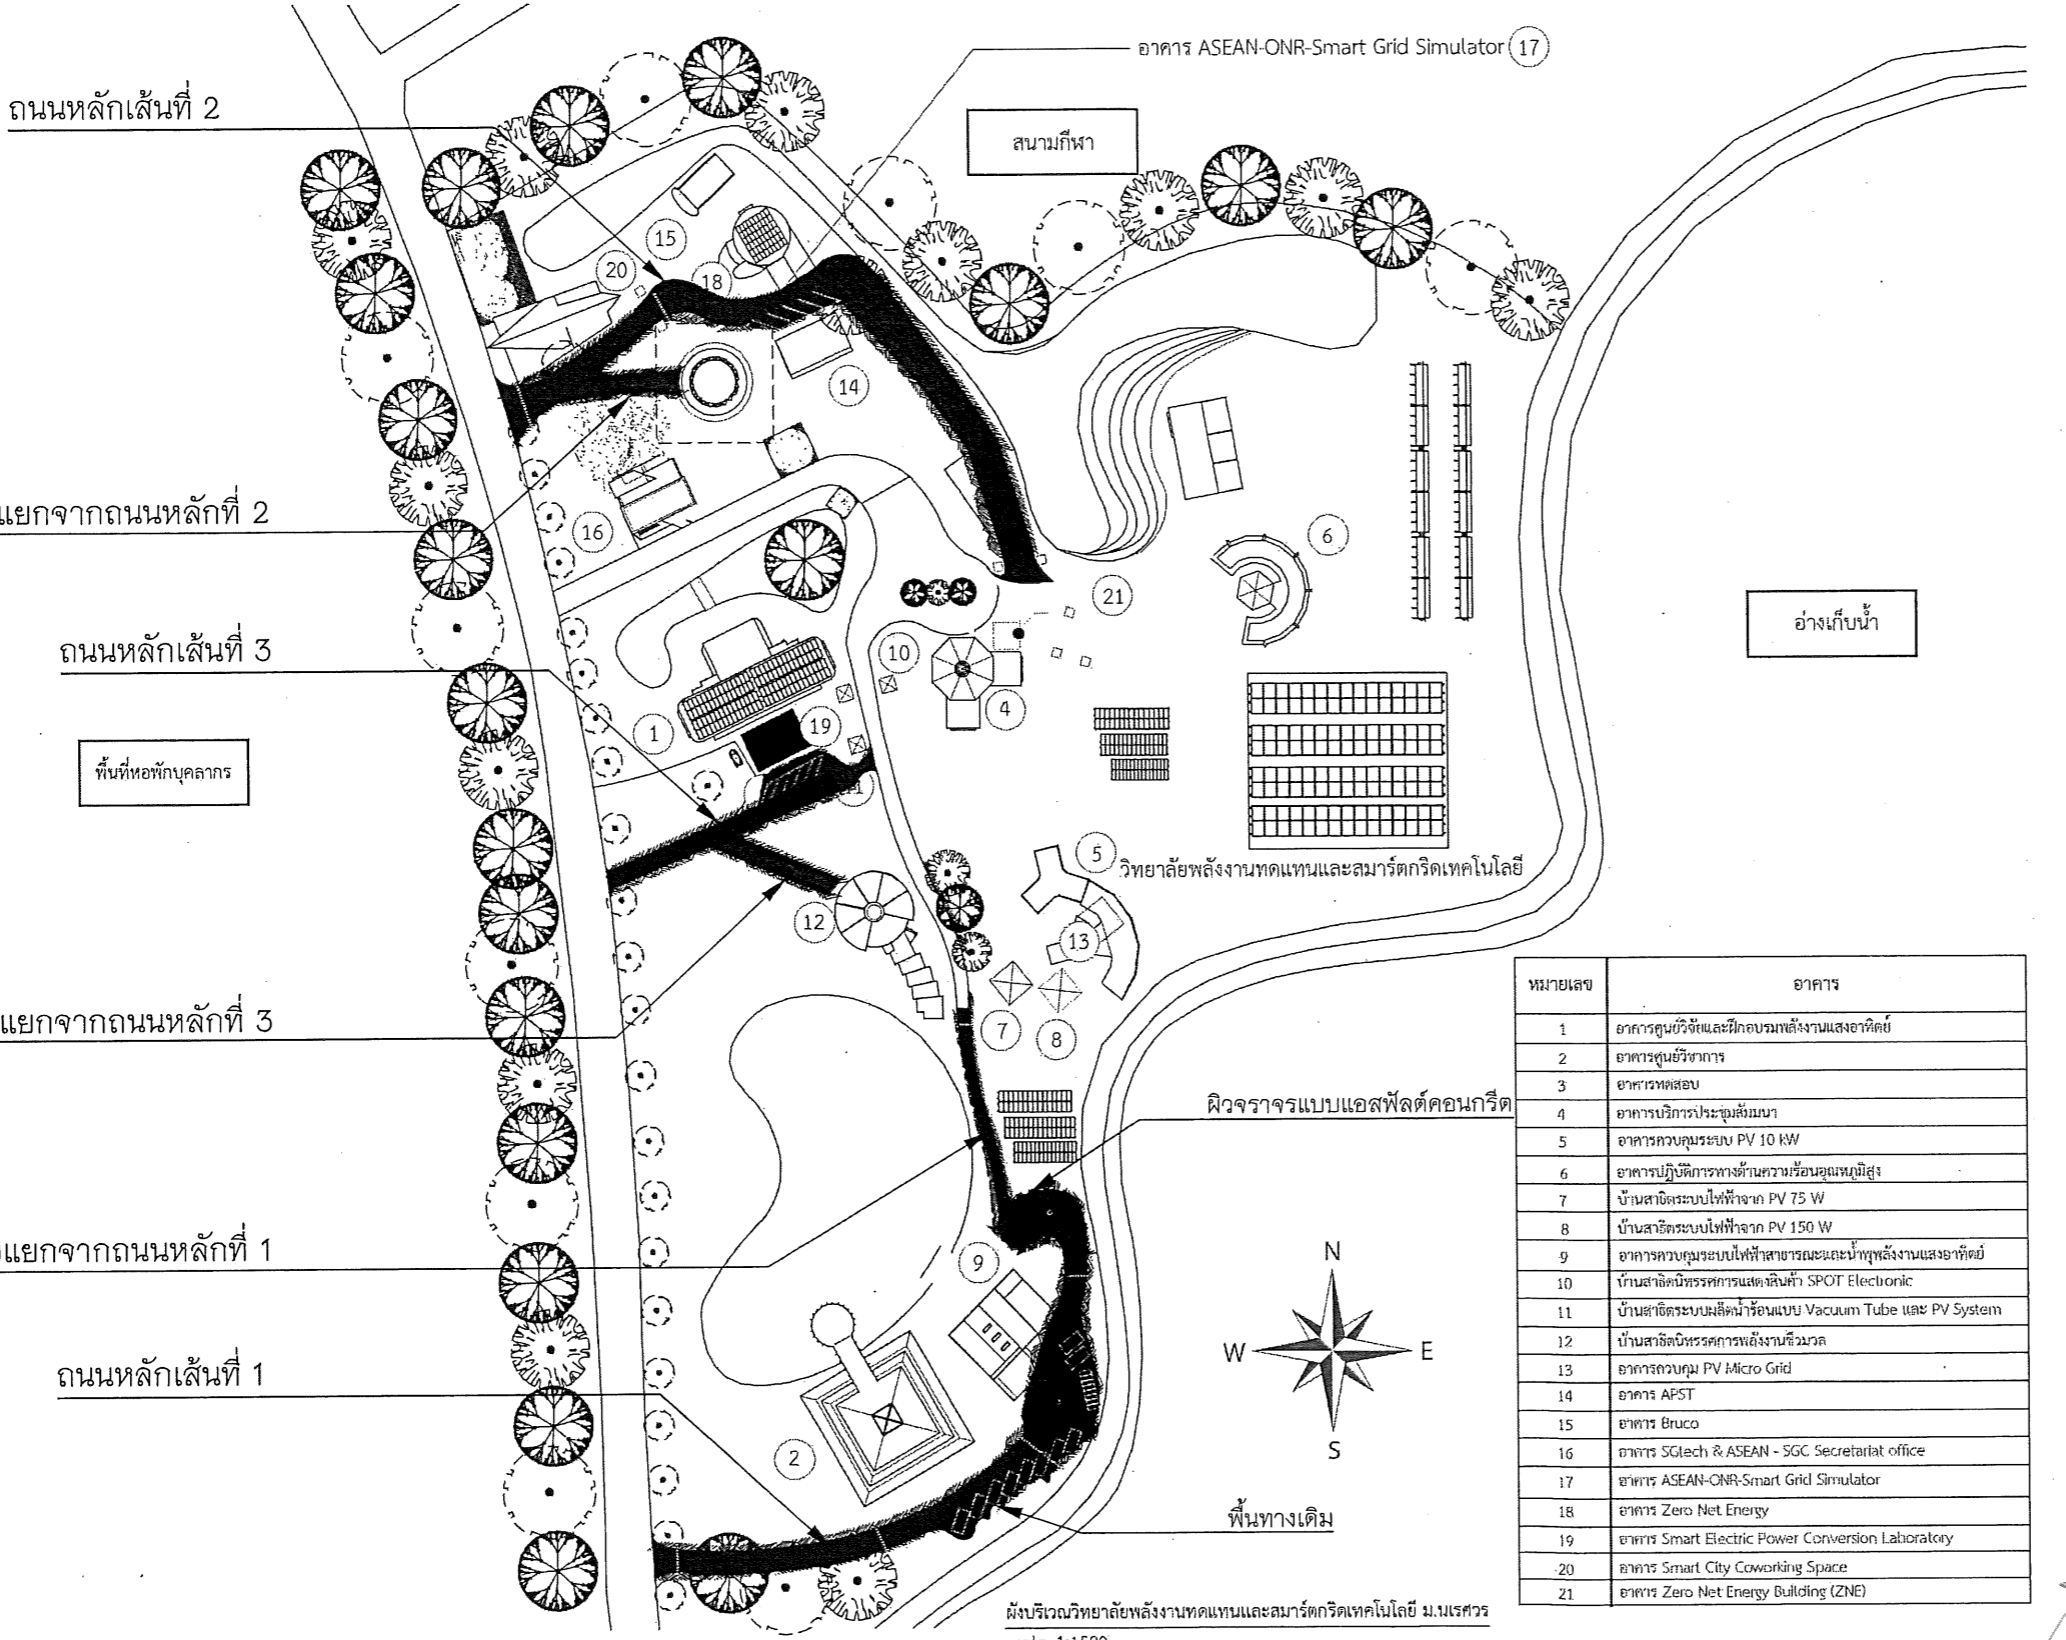 อาคาร ASEAN-ONR-Smart Grid Simulator 17
ถนนหลักเส้นที่ 2
สนามกีฬา
15
20
18
14
แยกจากถนนหลักที่ 2
16
6
21
อ่างเก็บน้ำ
ถนนหลักเส้นที่ 3
10
4
1
19
พื้นที่หอพักบุคลากร
5
วิทยาลัยพลังงานทดแทนและสมาร์ตกริดเทคโนโลยี
12
13
แยกจากถนนหลักที่ 3
7
8
ผิวจราจรแบบแอสฟัลต์คอนกรีต
แยกจากถนนหลักที่ 1
9
N
W
E
S
ถนนหลักเส้นที่ 1
2
พื้นทางเดิม
หมายเลข อาคาร
1 อาคารศูนย์วิจัยและฝึกอบรมพลังงานแสงอาทิตย์
2 อาคารศูนย์วิชาการ
3 อาคารทดสอบ
4 อาคารบริการประชุมสัมมนา
5 อาคารควบคุมระบบ PV 10 kW
6 อาคารปฏิบัติการทางด้านความร้อนอุณหภูมิสูง
7 บ้านสาธิตระบบไฟฟ้าจาก PV 75 W
8 บ้านสาธิตระบบไฟฟ้าจาก PV 150 W
9 อาคารควบคุมระบบไฟฟ้าสาธารณะและน้ำพุพลังงานแสงอาทิตย์
10 บ้านสาธิตนิทรรศการแสดงสินค้า SPOT Electronic
11 บ้านสาธิตระบบผลิตน้ำร้อนแบบ Vacuum Tube และ PV System
12 บ้านสาธิตนิทรรศการพลังงานชีวมวล
13 อาคารควบคุม PV Micro Grid
14 อาคาร APST
15 อาคาร Bruco
16 อาคาร SGtech & ASEAN - SGC Secretariat office
17 อาคาร ASEAN-ONR-Smart Grid Simulator
18 อาคาร Zero Net Energy
19 อาคาร Smart Electric Power Conversion Laboratory
20 อาคาร Smart City Coworking Space
21 อาคาร Zero Net Energy Building (ZNE)
ผังบริเวณวิทยาลัยพลังงานทดแทนและสมาร์ตกริดเทคโนโลยี ม.นเรศวร